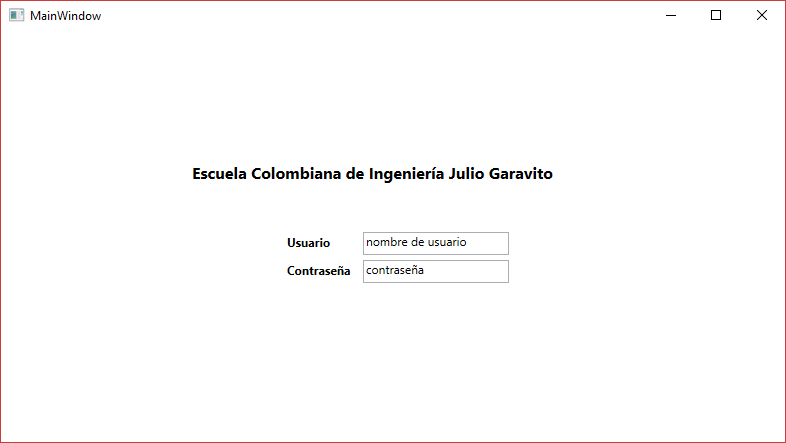 MainWindow
Escuela Colombiana de Ingeniería Julio Garavito
Usuario nombre de usuario
Contraseña contraseña